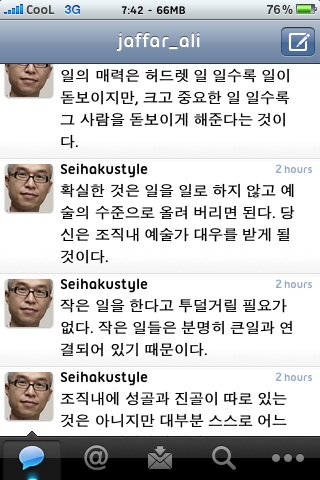 CooL 3G 7:42 - 66MB 76%
jaffar_ali
일의 매력은 허드렛 일 일수록 일이
돋보이지만, 크고 중요한 일 일수록
그 사람을 돋보이게 해준다는 것이
다.
Seihakustyle 2 hours
확실한 것은 일을 일로 하지 않고 예
술의 수준으로 올려 버리면 된다. 당
신은 조직내 예술가 대우를 받게 될
것이다.
Seihakustyle 2 hours
작은 일을 한다고 투덜거릴 필요가
없다. 작은 일들은 분명히 큰일과 연
결되어 있기 때문이다.
Seihakustyle 2 hours
조직내에 성골과 진골이 따로 있는
것은 아니지만 대부분 스스로 어느